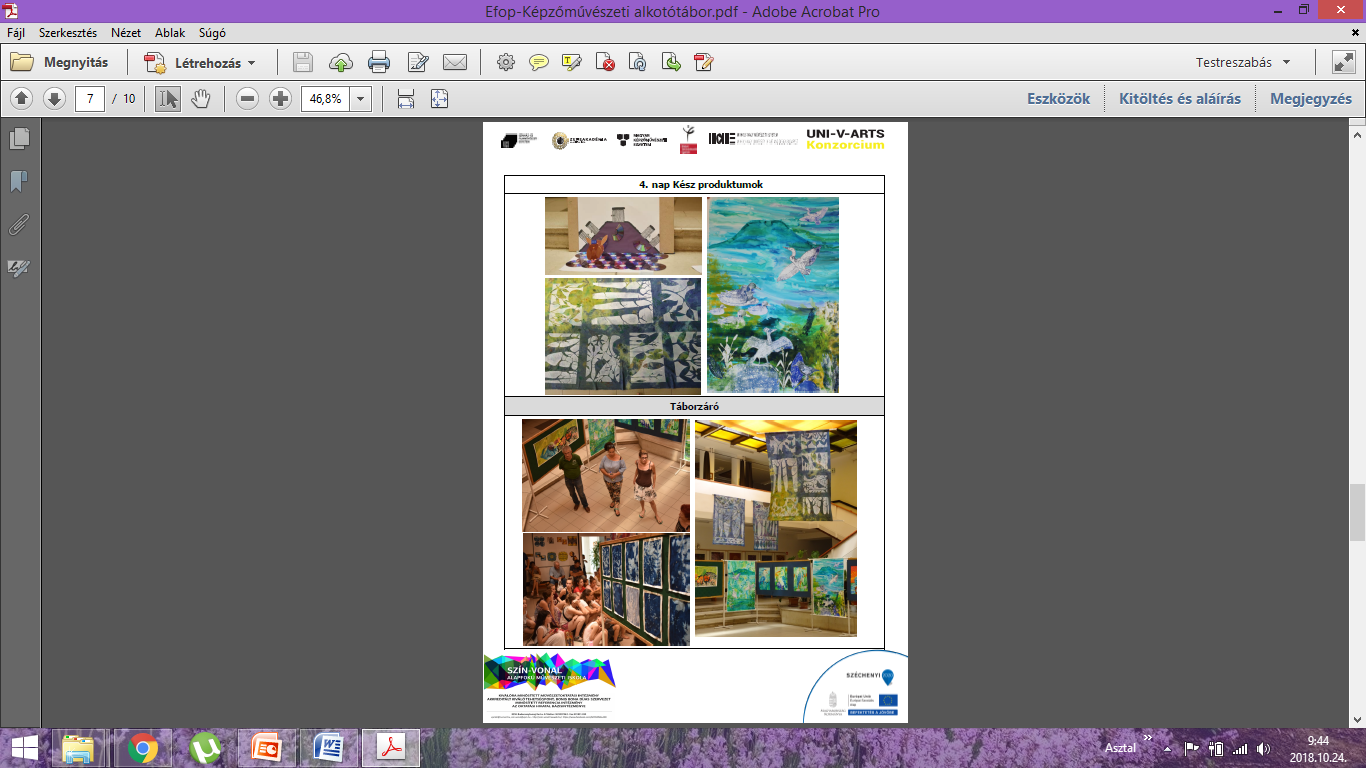 Efop-Képzőművészeti alkotótábor.pdf - Adobe Acrobat Pro
Fájl Szerkesztés Nézet Ablak Súgó
Megnyitás Létrehozás Testreszabás
7 / 10 46,8% Eszközök Kitöltés és aláírás Megjegyzés
UNI-V-ARTS
Konzorcium
4. nap Kész produktumok
Táborzáró
SZÍN-VONAL
ALAPFOKÚ MŰVÉSZETI ISKOLA
SZÉCHENYI
BEFEKTETÉS A JÖVŐBE
Asztal
9:44
2018.10.24.